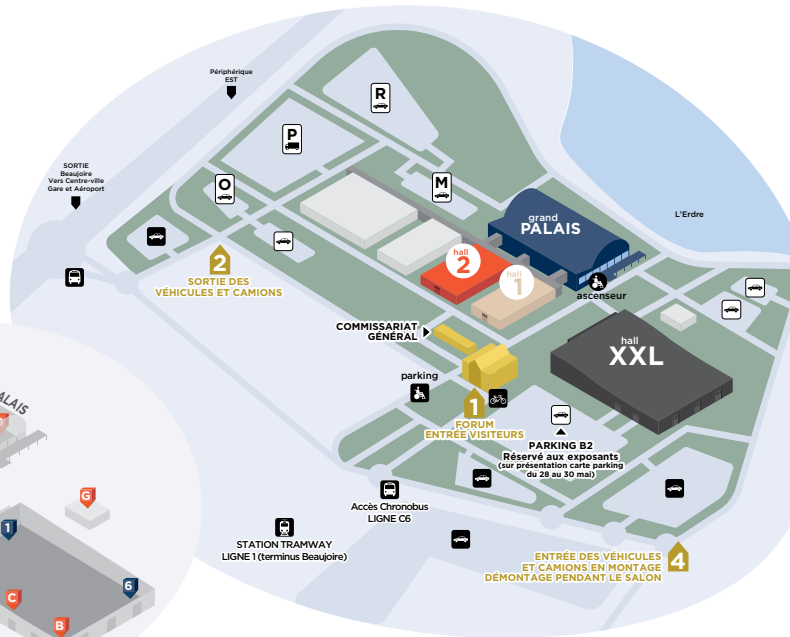 Périphérique
EST
R
P
SORTIE
Beaujoire
Vers Centre-ville
Gare et Aéroport
O
M
grand
PALAIS
L'Erdre
2
SORTIE DES
VÉHICULES ET CAMIONS
hall
2
hall
1
ascenseur
COMMISSARIAT
GÉNÉRAL
hall
XXL
parking
1
FORUM
ENTRÉE VISITEURS
PARKING B2
Réservé aux exposants
(sur présentation carte parking
du 28 au 30 mai)
Accès Chronobus
LIGNE C6
STATION TRAMWAY
LIGNE 1 (terminus Beaujoire)
ENTRÉE DES VÉHICULES
ET CAMIONS EN MONTAGE
DÉMONTAGE PENDANT LE SALON
4
ALAIS
G
1
6
C
B